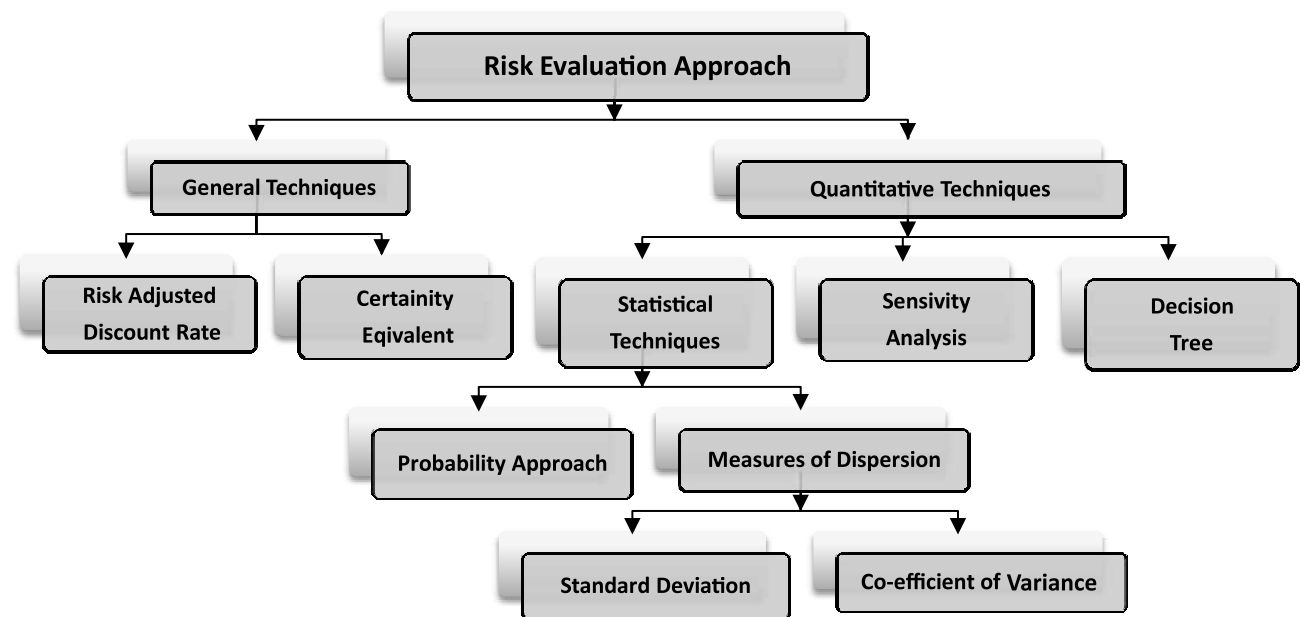 Risk Evaluation Approach
General Techniques
Quantitative Techniques
Risk Adjusted
Discount Rate
Certainity
Eqivalent
Statistical
Techniques
Sensivity
Analysis
Decision
Tree
Probability Approach
Measures of Dispersion
Standard Deviation
Co-efficient of Variance